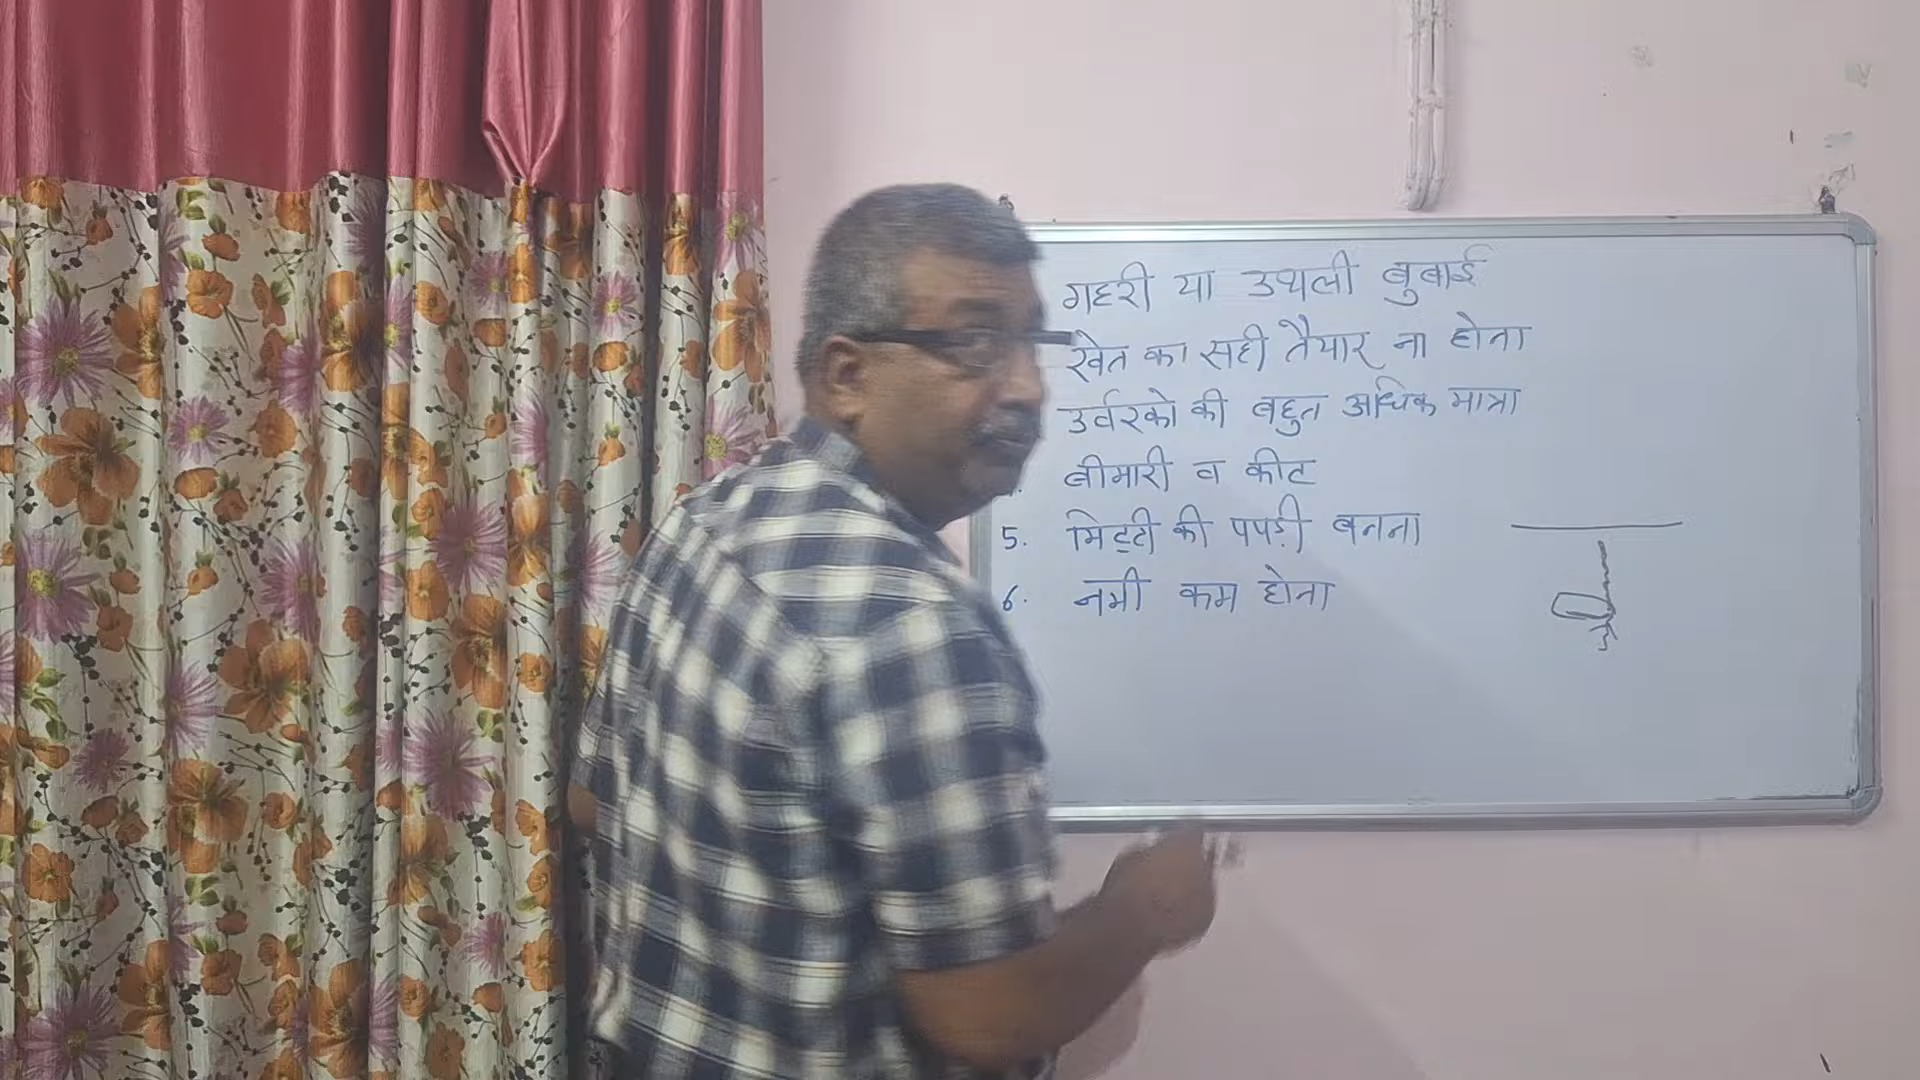 गहरी या उथली बुबाई
खेत का सही तैयार ना होना
उर्वरको की बहुत अधिक मात्रा
बीमारी व कीट
5. मिट्टी की पपड़ी बनना
6. नमी कम होना